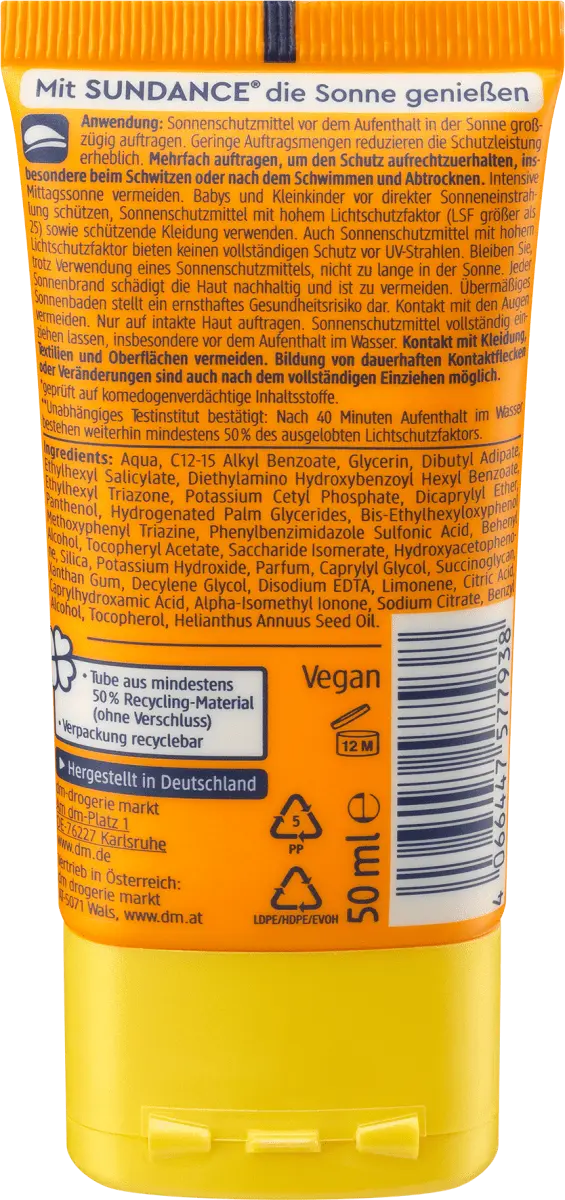 Mit SUNDANCE® die Sonne genießen
Anwendung: Sonnenschutzmittel vor dem Aufenthalt in der Sonne groß-
zügig auftragen. Geringe Auftragsmengen reduzieren die Schutzleistung
erheblich. Mehrfach auftragen, um den Schutz aufrechtzuerhalten, ins-
besondere beim Schwitzen oder nach dem Schwimmen und Abtrocknen. Intensive
Mittagssonne vermeiden. Babys und Kleinkinder vor direkter Sonneneinstrah-
lung schützen, Sonnenschutzmittel mit hohem Lichtschutzfaktor (LSF größer als
25) sowie schützende Kleidung verwenden. Auch Sonnenschutzmittel mit hohem
Lichtschutzfaktor bieten keinen vollständigen Schutz vor UV-Strahlen. Bleiben Sie,
trotz Verwendung eines Sonnenschutzmittels, nicht zu lange in der Sonne. Jeder
Sonnenbrand schädigt die Haut nachhaltig und ist zu vermeiden. Übermäßiges
Sonnenbaden stellt ein ernsthaftes Gesundheitsrisiko dar. Kontakt mit den Augen
vermeiden. Nur auf intakte Haut auftragen. Sonnenschutzmittel vollständig ein-
ziehen lassen, insbesondere vor dem Aufenthalt im Wasser. Kontakt mit Kleidung,
Textilien und Oberflächen vermeiden. Bildung von dauerhaften Kontaktflecken
oder Veränderungen sind auch nach dem vollständigen Einziehen möglich.
*geprüft auf komedogenverdächtige Inhaltsstoffe.
**Unabhängiges Testinstitut bestätigt: Nach 40 Minuten Aufenthalt im Wasser
bestehen weiterhin mindestens 50% des ausgelobten Lichtschutzfaktors.
Ingredients: Aqua, C12-15 Alkyl Benzoate, Glycerin, Dibutyl Adipate,
Ethylhexyl Salicylate, Diethylamino Hydroxybenzoyl Hexyl Benzoate,
Ethylhexyl Triazone, Potassium Cetyl Phosphate, Dicaprylyl Ether,
Panthenol, Hydrogenated Palm Glycerides, Bis-Ethylhexyloxyphenol
Methoxyphenyl Triazine, Phenylbenzimidazole Sulfonic Acid, Behenyl
Alcohol, Tocopheryl Acetate, Saccharide Isomerate, Hydroxyacetopheno-
ne, Silica, Potassium Hydroxide, Parfum, Caprylyl Glycol, Succinoglycan,
Xanthan Gum, Decylene Glycol, Disodium EDTA, Limonene, Citric Acid,
Caprylhydroxamic Acid, Alpha-Isomethyl Ionone, Sodium Citrate, Benzyl
Alcohol, Tocopherol, Helianthus Annuus Seed Oil.
• Tube aus mindestens
50% Recycling-Material
(ohne Verschluss)
• Verpackung recyclebar
Hergestellt in Deutschland
dm-drogerie markt
Am dm-Platz 1
DE-76227 Karlsruhe
www.dm.de
Vertrieb in Österreich:
dm drogerie markt
AT-5071 Wals, www.dm.at
Vegan
12 M
5
PP
LDPE/HDPE/EVOH
50 ml e
4 066447 577938